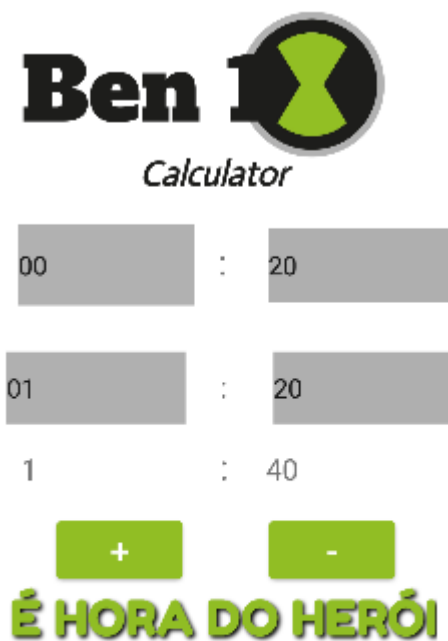 Ben 10
Calculator
00 : 20
01 : 20
1 : 40
+ -
É HORA DO HERÓI